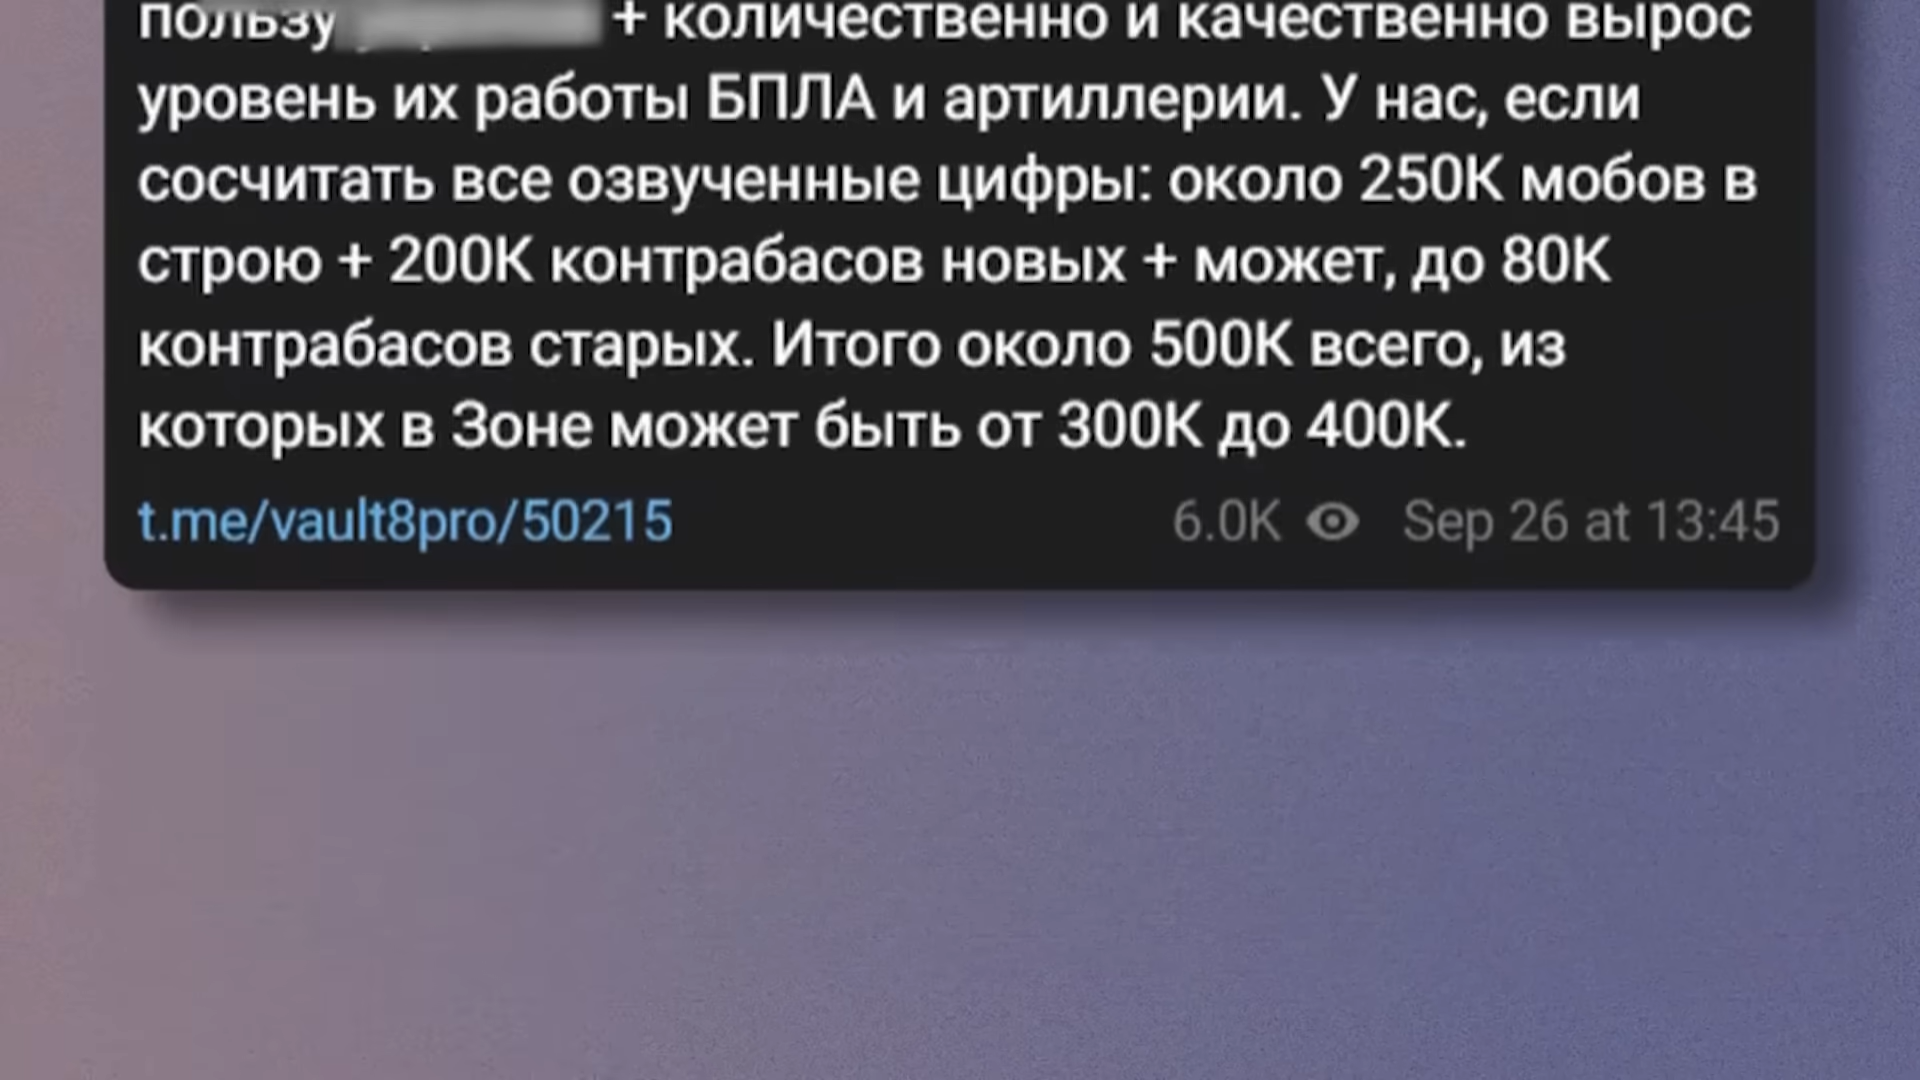 пользу + количественно и качественно вырос
уровень их работы БПЛА и артиллерии. У нас, если
сосчитать все озвученные цифры: около 250К мобов в
строю + 200К контрабасов новых + может, до 80К
контрабасов старых. Итого около 500К всего, из
которых в Зоне может быть от 300К до 400К.
t.me/vault8pro/50215 6.0K Sep 26 at 13:45